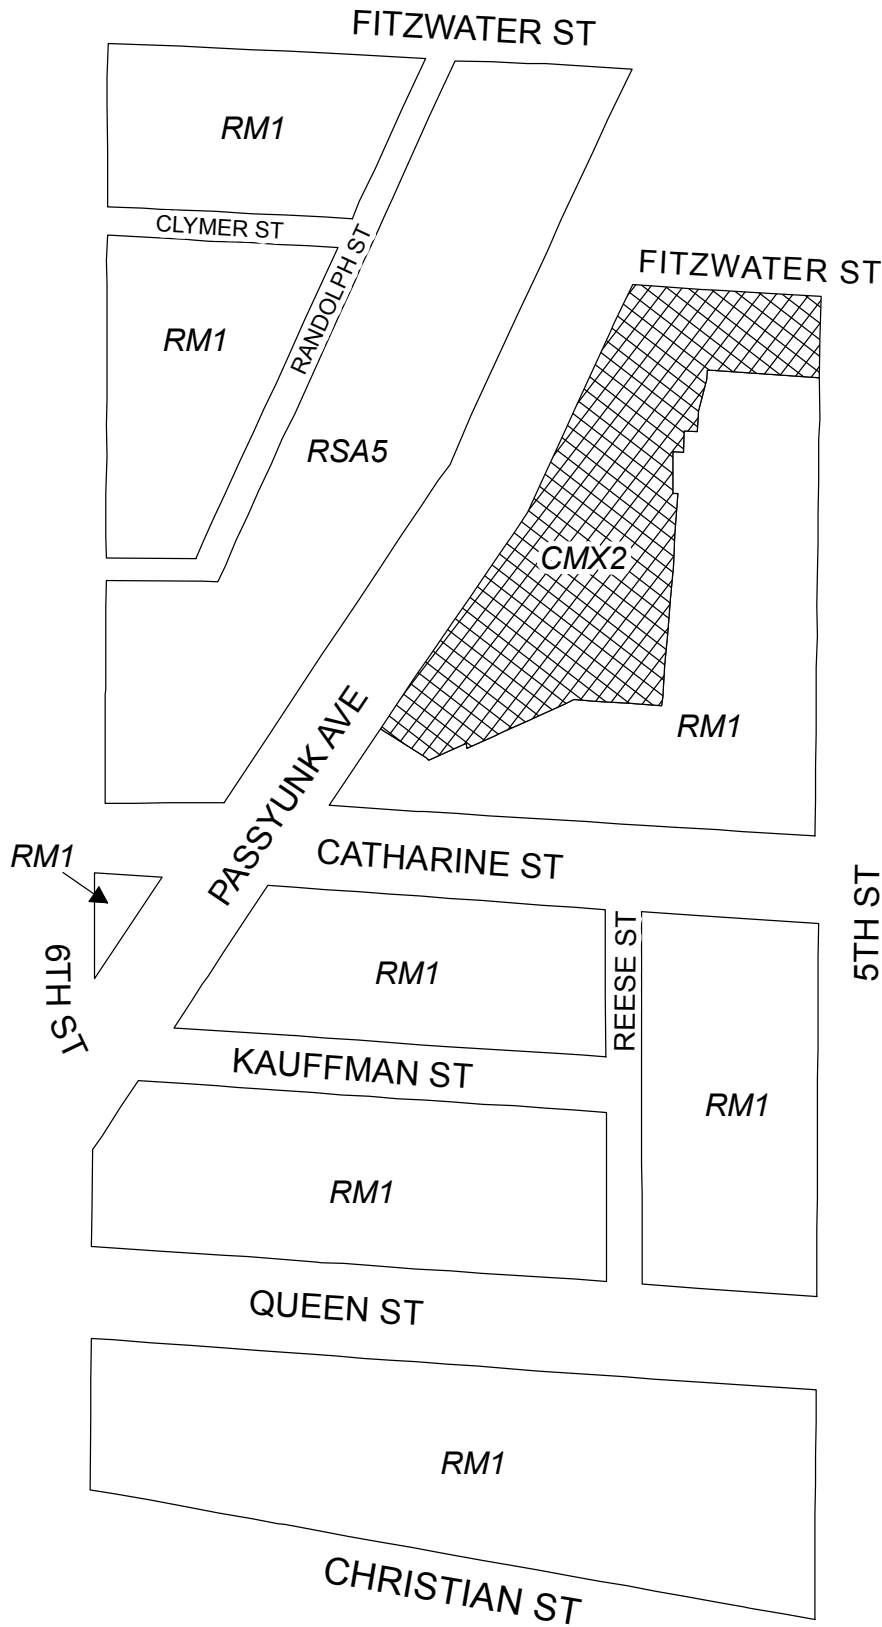 FITZWATER ST
RM1
CLYMER ST
RANDOLPH ST
FITZWATER ST
RM1
RSA5
CMX2
RM1
PASSYUNK AVE
CATHARINE ST
RM1
5TH ST
6TH ST
RM1
REESE ST
KAUFFMAN ST
RM1
RM1
QUEEN ST
RM1
CHRISTIAN ST